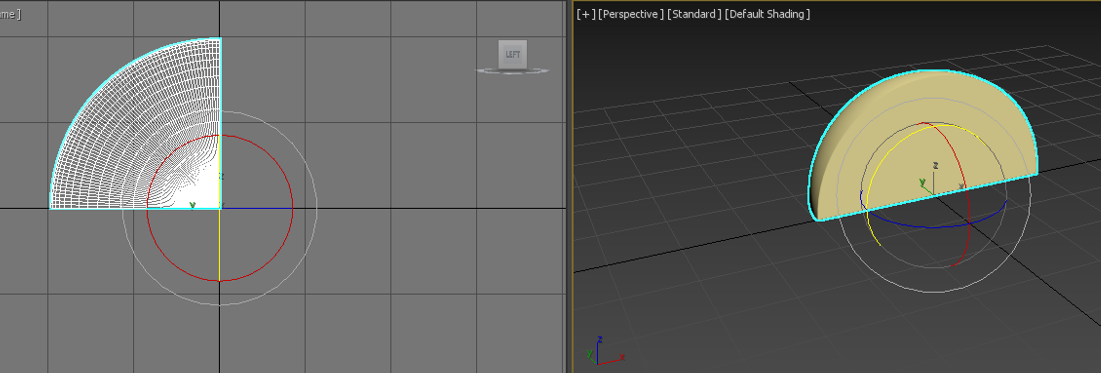 me ]
[+] [Perspective] [Standard] [Default Shading]
LEFT
z
y
x
y
z
y
x